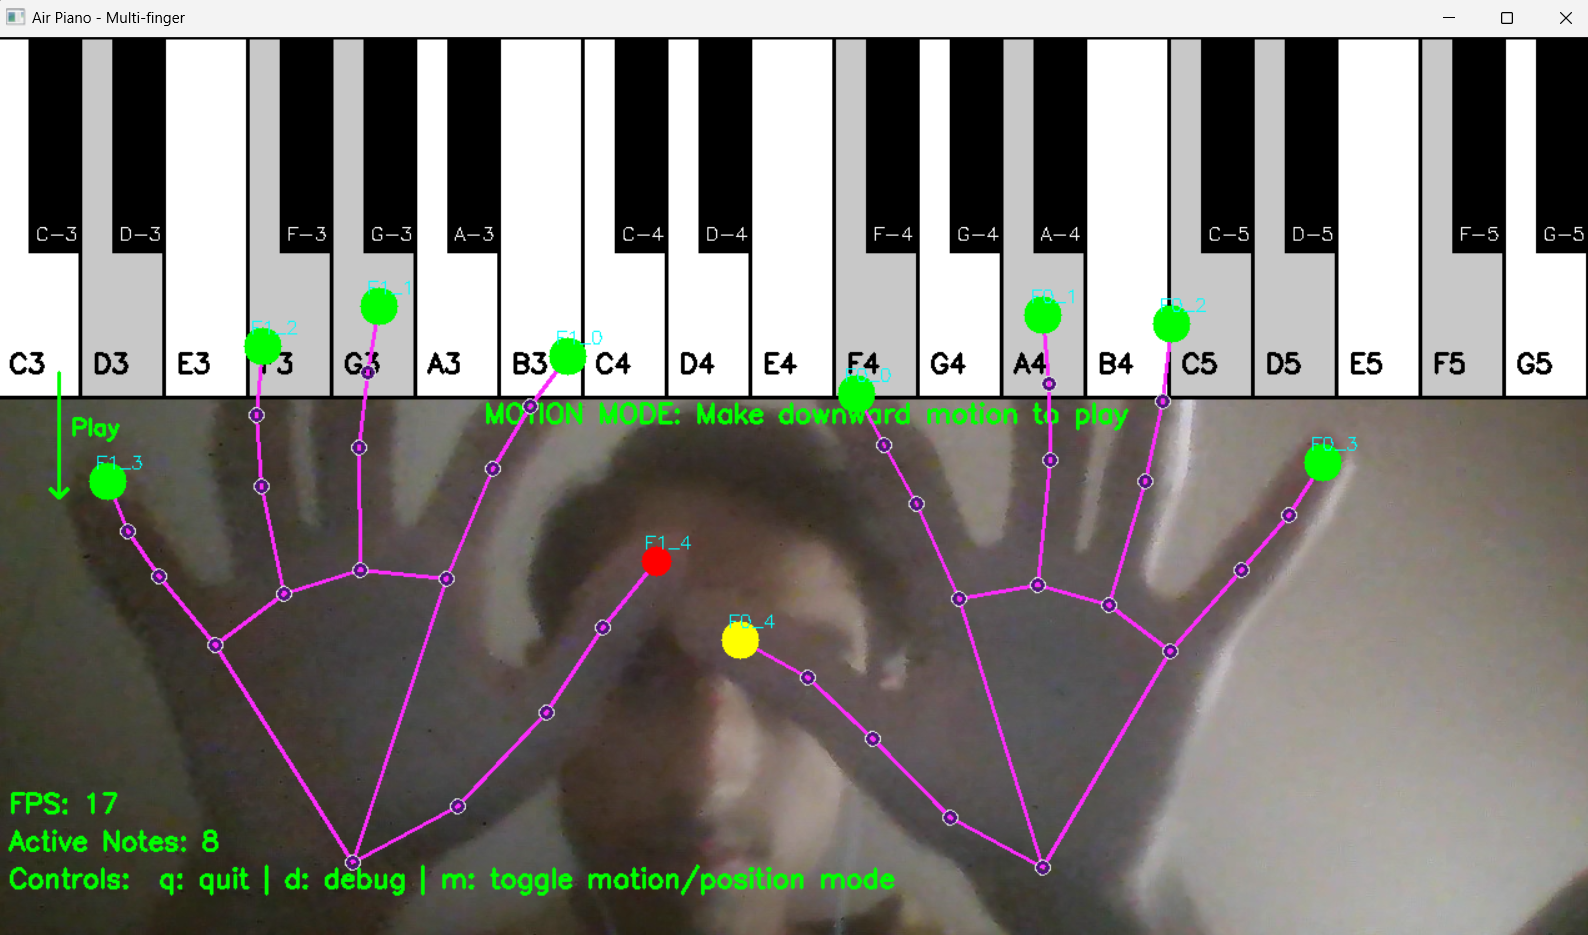 Air Piano - Multi-finger
C-3 D-3 F-3 G-3 A-3 C-4 D-4 F-4 G-4 A-4 C-5 D-5 F-5 G-5
F1_1
F0_1
F0_2
F1_2
F1_0
C3 D3 E3 F3 G3 A3 B3 C4 D4 E4 F4 G4 A4 B4 C5 D5 E5 F5 G5
F0_0
MOTION MODE: Make downward motion to play
Play
F0_3
F1_3
F1_4
F0_4
FPS: 17
Active Notes: 8
Controls: q: quit | d: debug | m: toggle motion/position mode